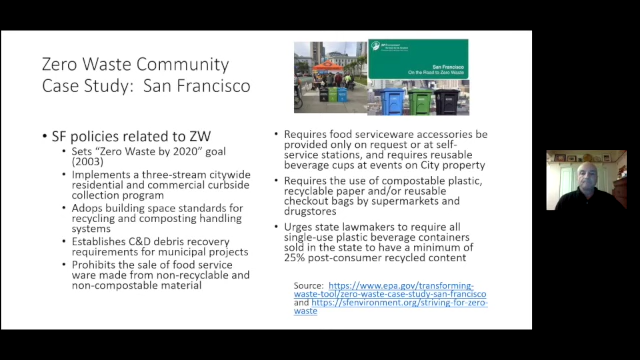 Zero Waste Community
Case Study: San Francisco
San Francisco
On the Road to Zero Waste
• SF policies related to ZW
• Sets "Zero Waste by 2020" goal
(2003)
• Implements a three-stream citywide
residential and commercial curbside
collection program
• Adops building space standards for
recycling and composting handling
systems
• Establishes C&D debris recovery
requirements for municipal projects
• Prohibits the sale of food service
ware made from non-recyclable and
non-compostable material
• Requires food serviceware accessories be
provided only on request or at self-
service stations, and requires reusable
beverage cups at events on City property
• Requires the use of compostable plastic,
recyclable paper and/or reusable
checkout bags by supermarkets and
drugstores
• Urges state lawmakers to require all
single-use plastic beverage containers
sold in the state to have a minimum of
25% post-consumer recycled content
Source: https://www.epa.gov/transforming-
waste-tool/zero-waste-case-study-san-francisco
and https://sfenvironment.org/striving-for-zero-
waste